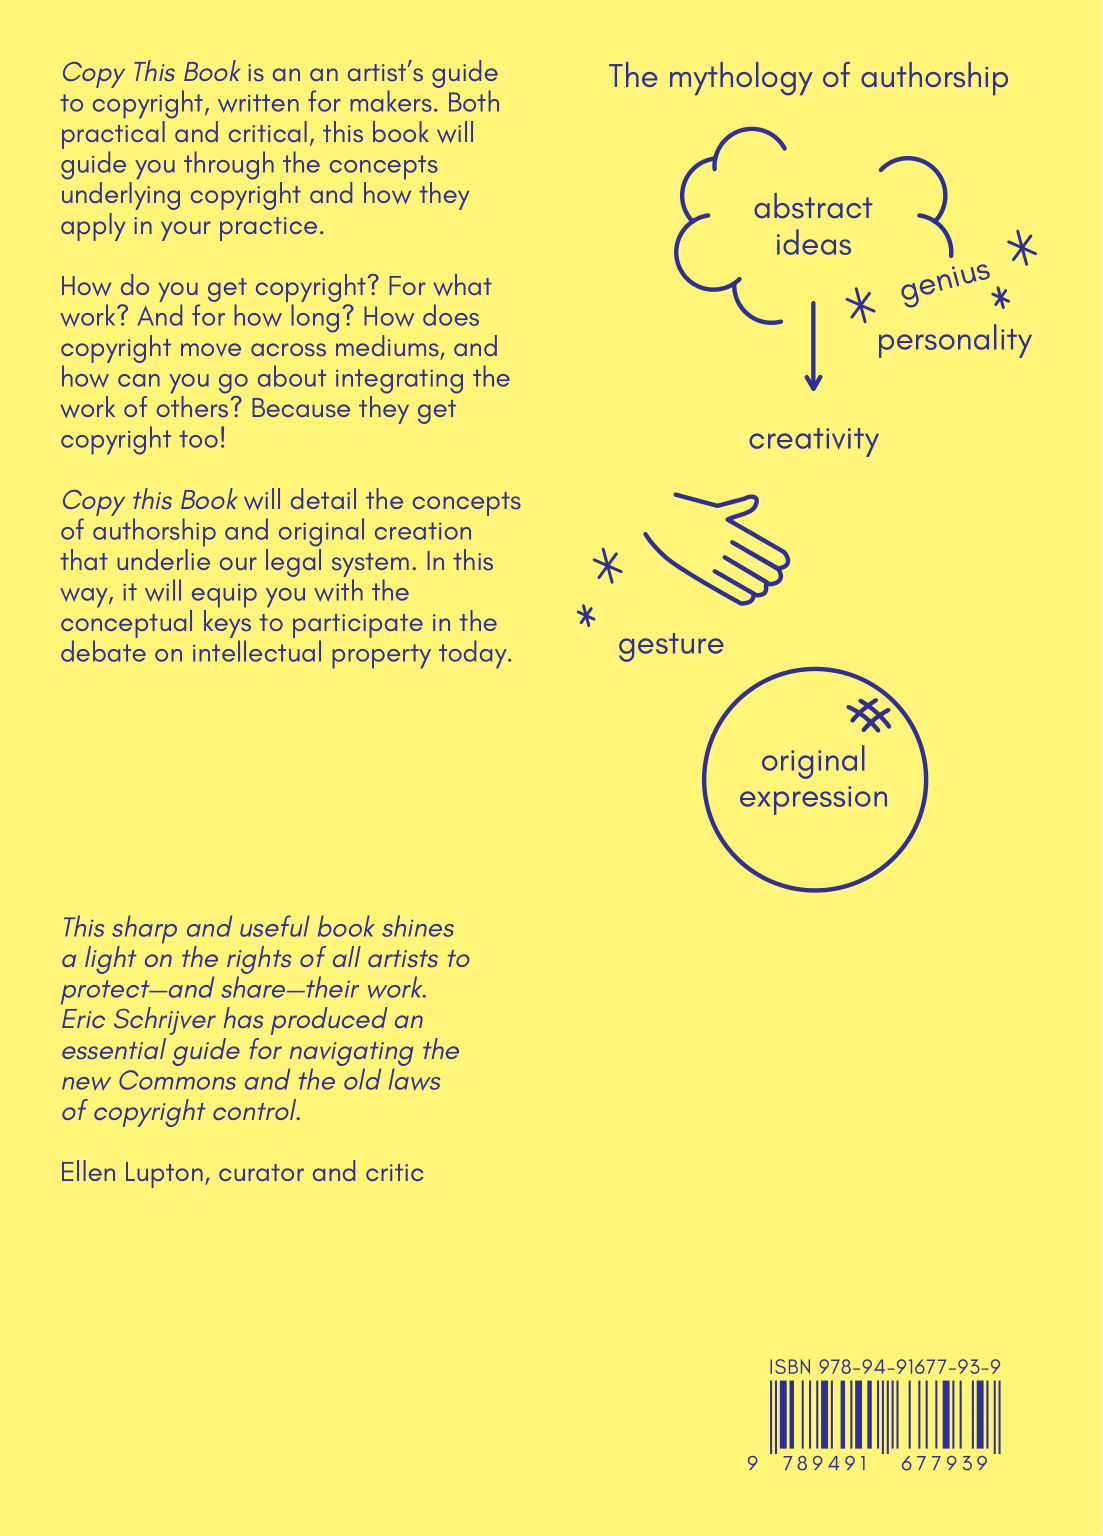 Copy This Book is an an artist’s guide
to copyright, written for makers. Both
practical and critical, this book will
guide you through the concepts
underlying copyright and how they
apply in your practice.
How do you get copyright? For what
work? And for how long? How does
copyright move across mediums, and
how can you go about integrating the
work of others? Because they get
copyright too!
Copy this Book will detail the concepts
of authorship and original creation
that underlie our legal system. In this
way, it will equip you with the
conceptual keys to participate in the
debate on intellectual property today.
This sharp and useful book shines
a light on the rights of all artists to
protect—and share—their work.
Eric Schrijver has produced an
essential guide for navigating the
new Commons and the old laws
of copyright control.
Ellen Lupton, curator and critic
The mythology of authorship
abstract
ideas
genius
personality
creativity
gesture
original
expression
ISBN 978-94-91677-93-9
9 789491 677939